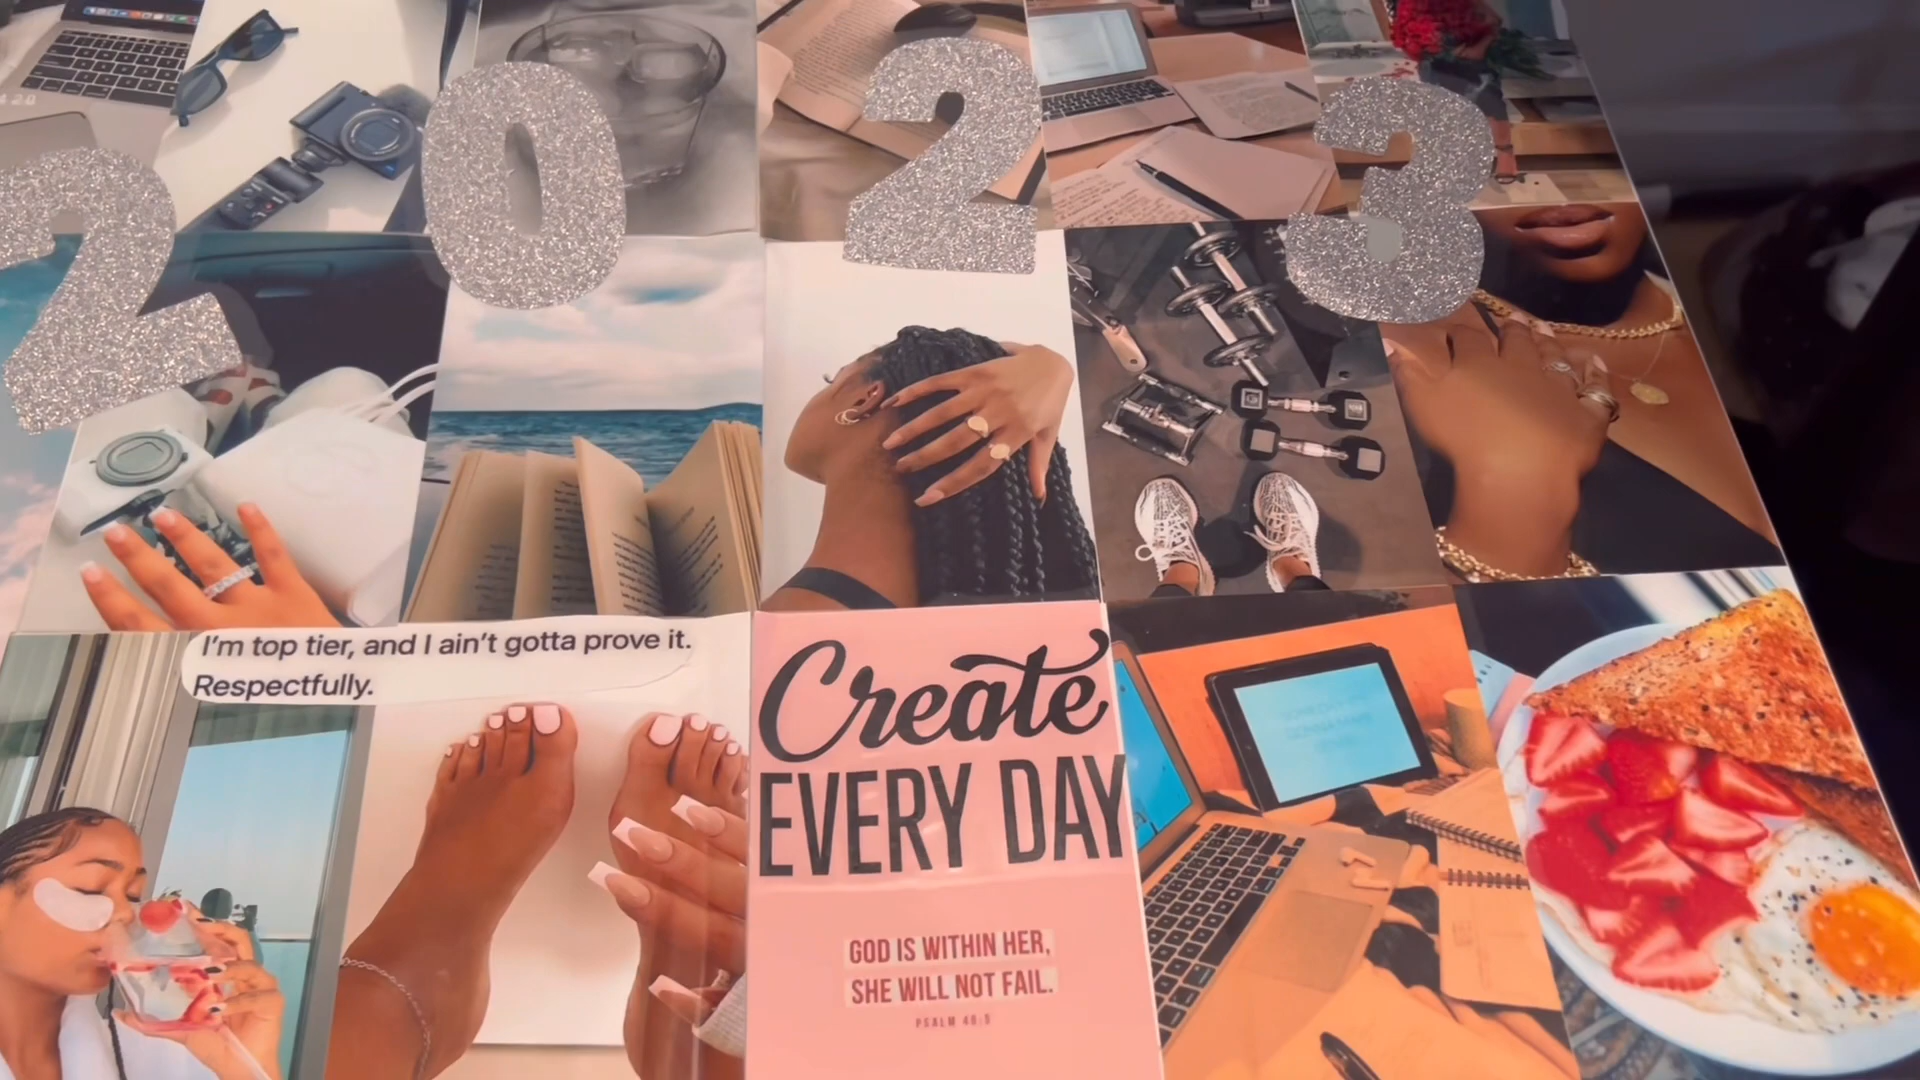 2023
I'm top tier, and I ain't gotta prove it.
Respectfully.
Create
EVERY DAY
GOD IS WITHIN HER,
SHE WILL NOT FAIL.
PSALM 46:5